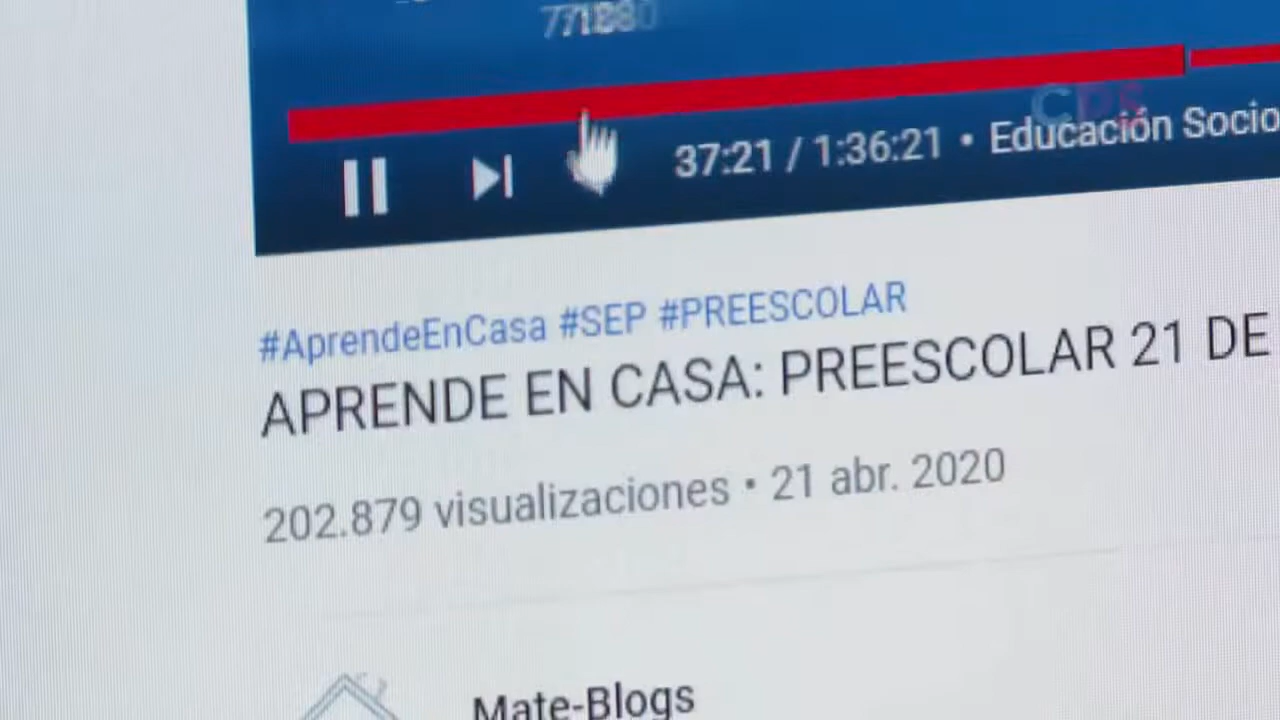 CPS
37:21 / 1:36:21 • Educación Socio
#AprendeEnCasa #SEP #PREESCOLAR
APRENDE EN CASA: PREESCOLAR 21 DE
202.879 visualizaciones • 21 abr. 2020
Mate-Blogs